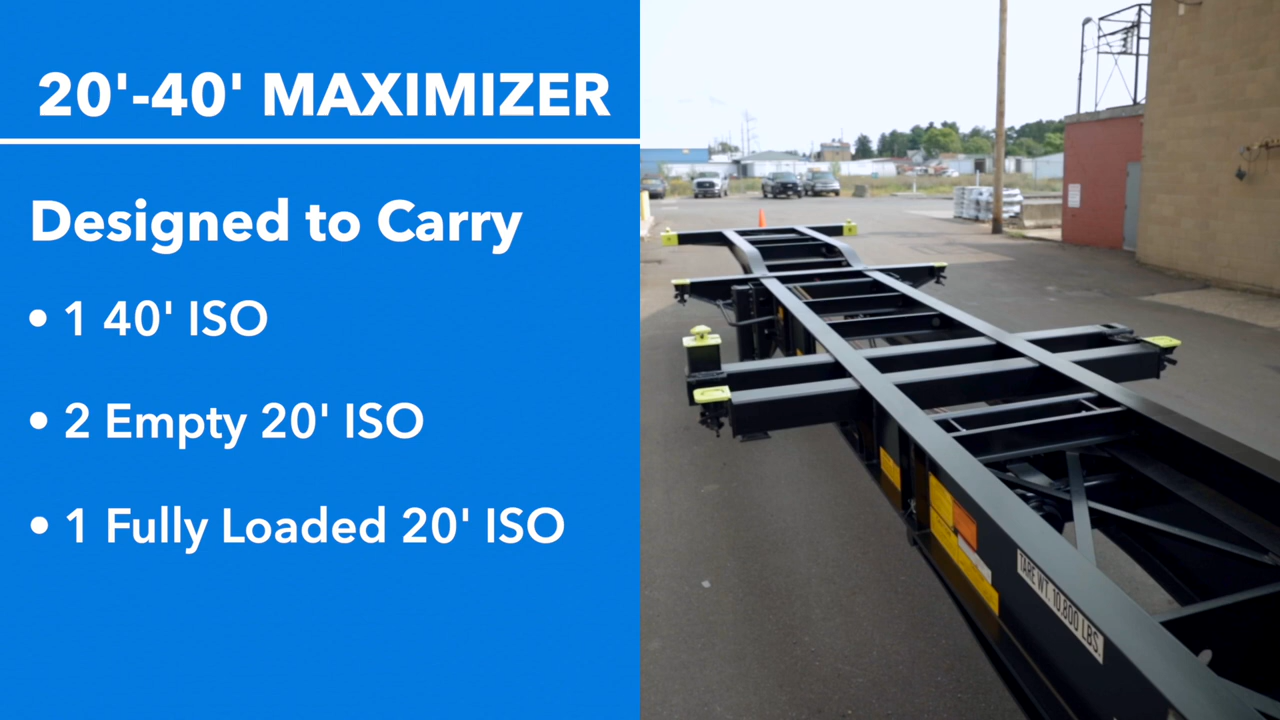 20'-40' MAXIMIZER
Designed to Carry
• 1 40' ISO
• 2 Empty 20' ISO
• 1 Fully Loaded 20' ISO
TARE WT. 10,800 LBS.